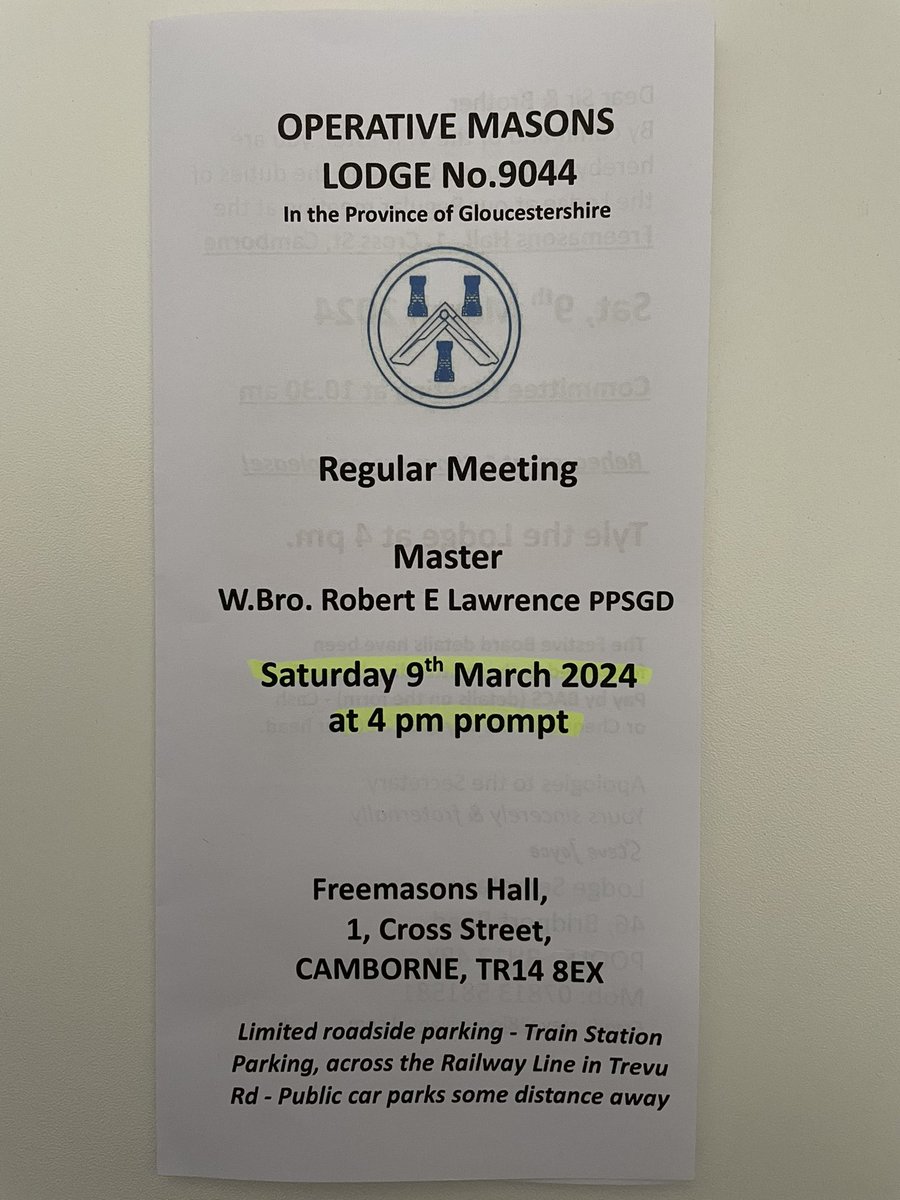 OPERATIVE MASONS
LODGE No.9044
In the Province of Gloucestershire
Regular Meeting
Master
W.Bro. Robert E Lawrence PPSGD
Saturday 9th March 2024
at 4 pm prompt
Freemasons Hall,
1, Cross Street,
CAMBORNE, TR14 8EX
Limited roadside parking - Train Station
Parking, across the Railway Line in Trevu
Rd - Public car parks some distance away